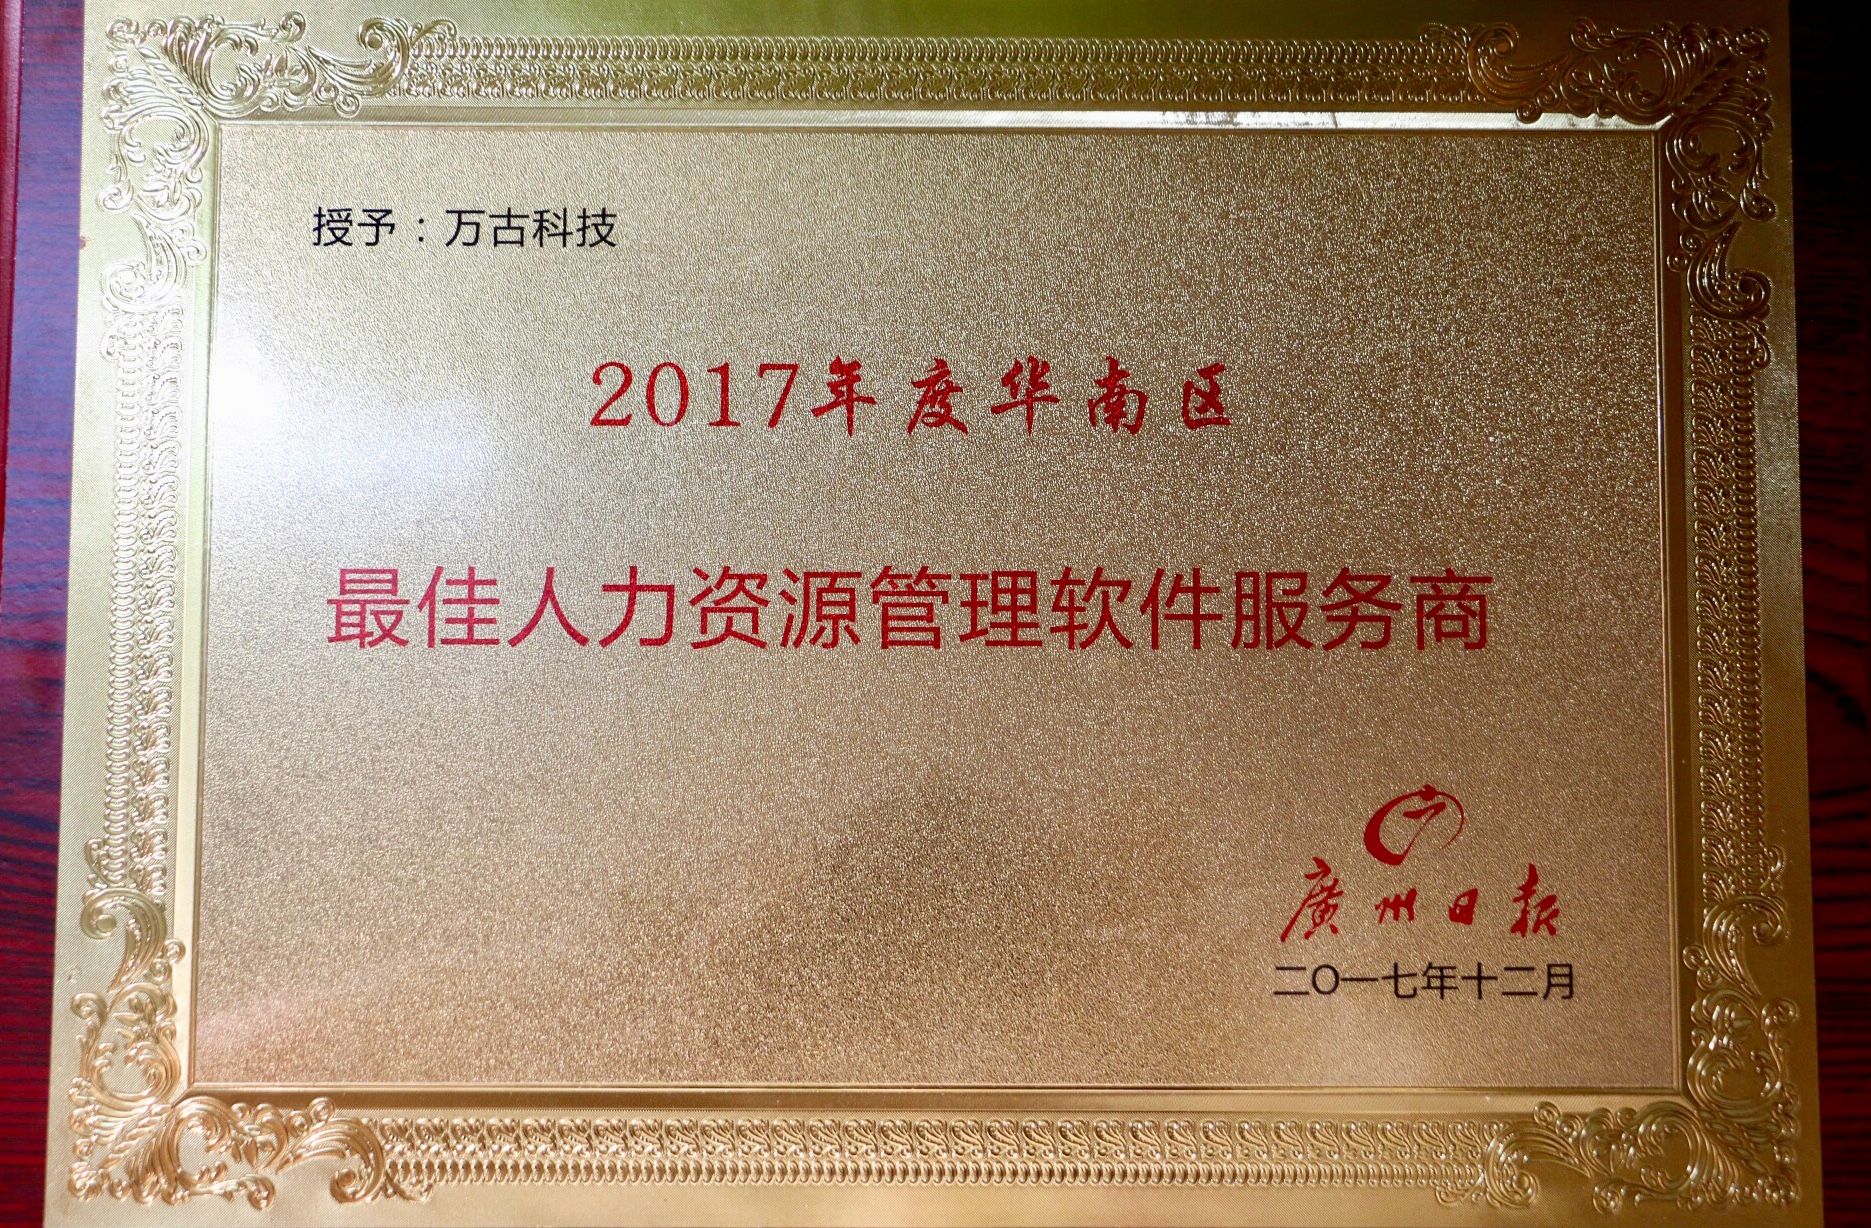 授予：万古科技
2017年度华南区
最佳人力资源管理软件服务商
廣州日报
二〇一七年十二月